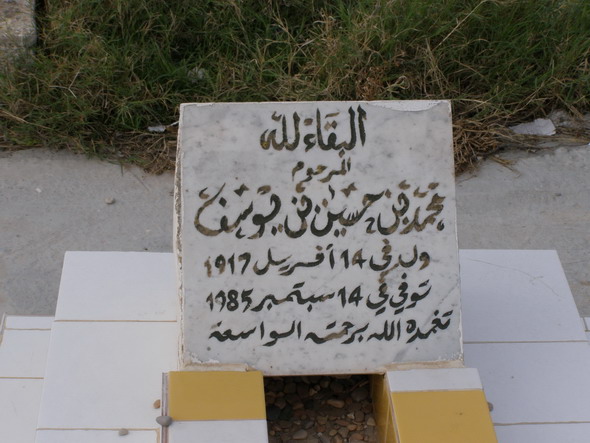 البقاء لله
المرحوم
محمد بن حسين بن يوسف
ولد في 14 أفريل 1917
توفي في 14 سبتمبر 1985
تغمده الله برحمته الواسعة